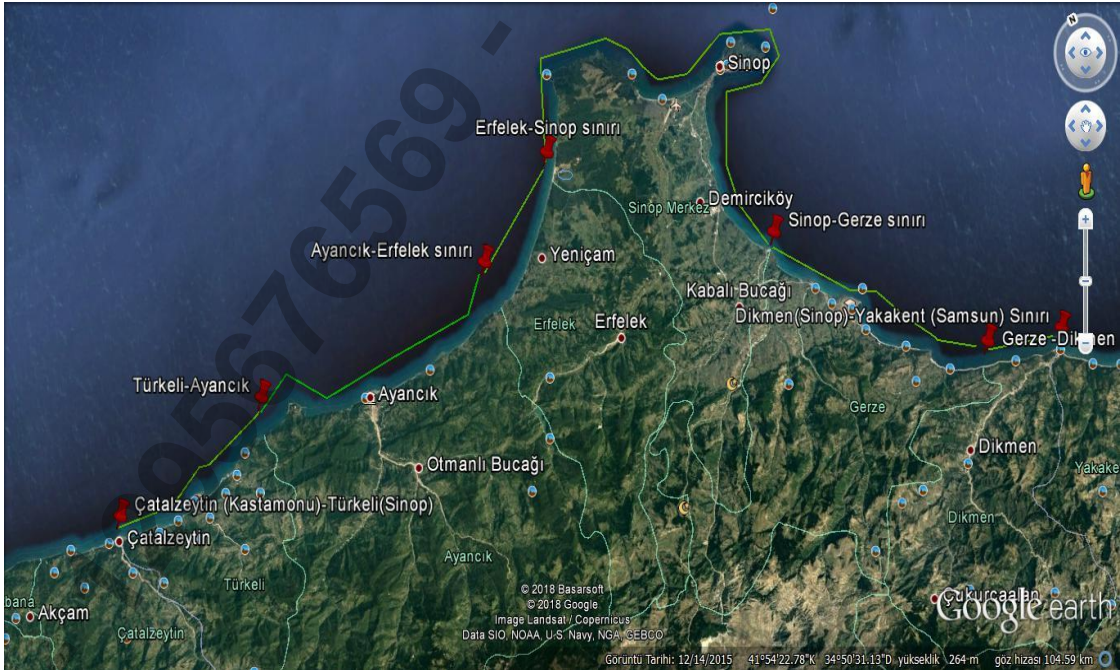 N
Sinop
Erfelek-Sinop sınırı
Sinop Merkez
Demirciköy
Sinop-Gerze sınırı
Ayancık-Erfelek sınırı
Yeniçam
Kabalı Bucağı
Dikmen(Sinop)-Yakakent (Samsun) Sınırı
Erfelek
Erfelek
Gerze -Dikmen
Türkeli-Ayancık
Ayancık
Gerze
Otmanlı Bucağı
Dikmen
Yakake
Çatalzeytin (Kastamonu)-Türkeli(Sinop)
Çatalzeytin
Dikmen
Ayancık
Türkeli
Akçam
bana
Çatalzeytin
Çukurcaalan
Google earth
© 2018 Basarsoft
© 2018 Google
Image Landsat / Copernicus
Data SIO, NOAA, U.S. Navy, NGA, GEBCO
Görüntü Tarihi: 12/14/2015 41°54'22.78"K 34°50'31.13"D yükseklik 264 m göz hizası 104.59 km